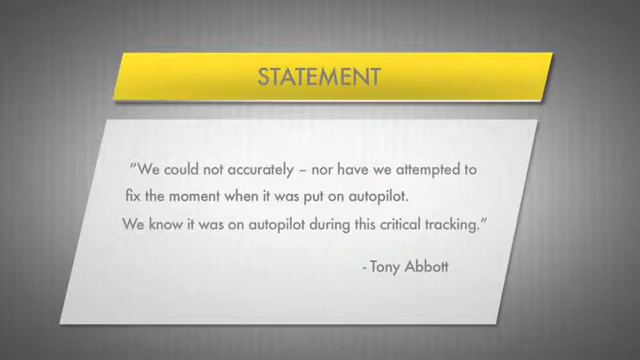 STATEMENT
“We could not accurately – nor have we attempted to
fix the moment when it was put on autopilot.
We know it was on autopilot during this critical tracking.”
- Tony Abbott